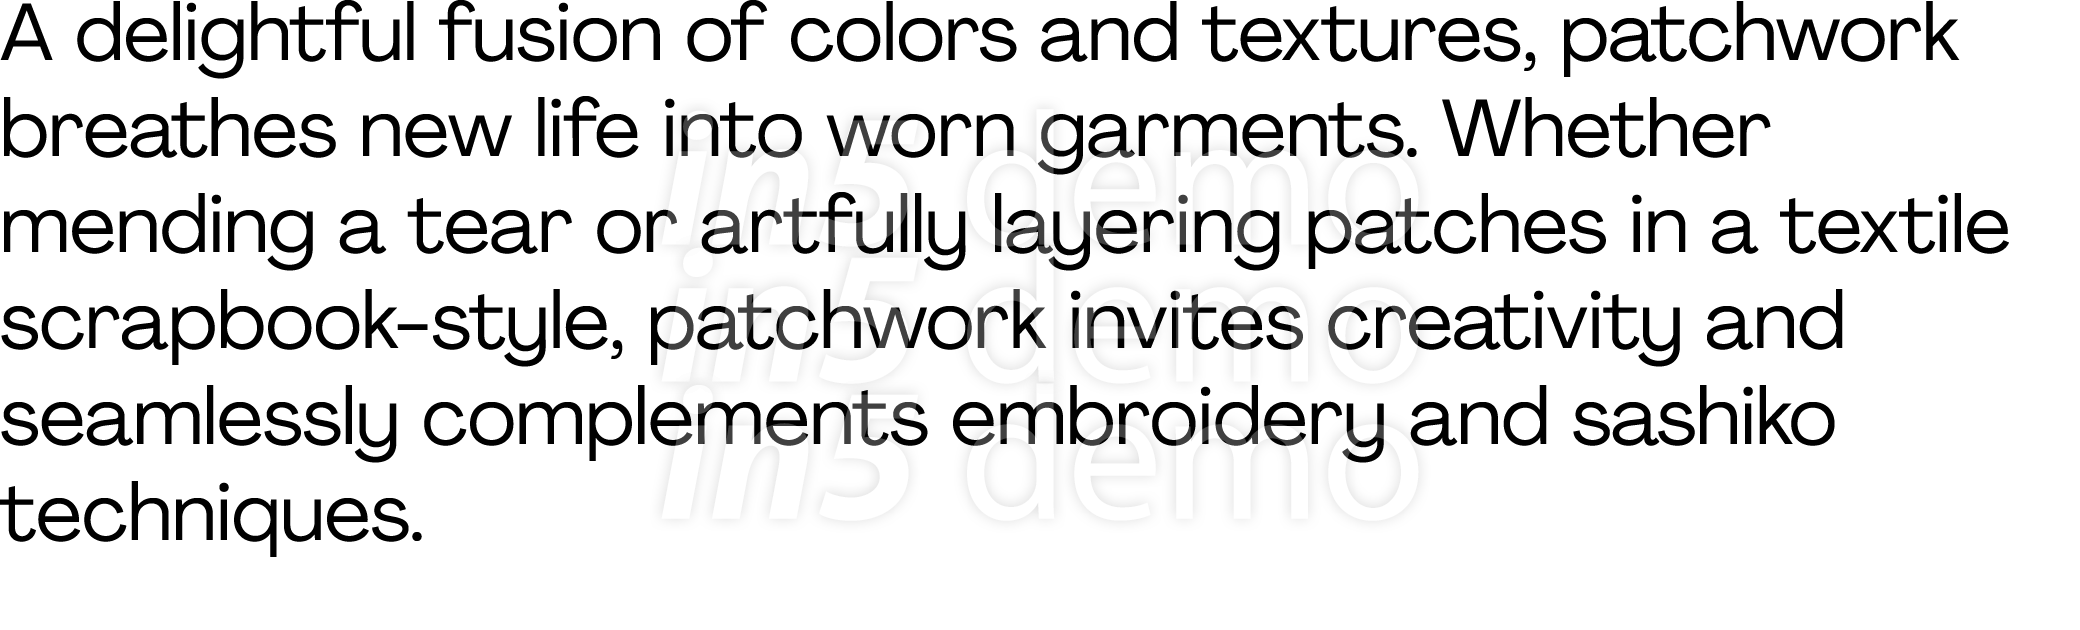 A delightful fusion of colors and textures, patchwork
breathes new life into worn garments. Whether
mending a tear or artfully layering patches in a textile
scrapbook-style, patchwork invites creativity and
seamlessly complements embroidery and sashiko
techniques.
in5 demo
in5 demo
in5 demo